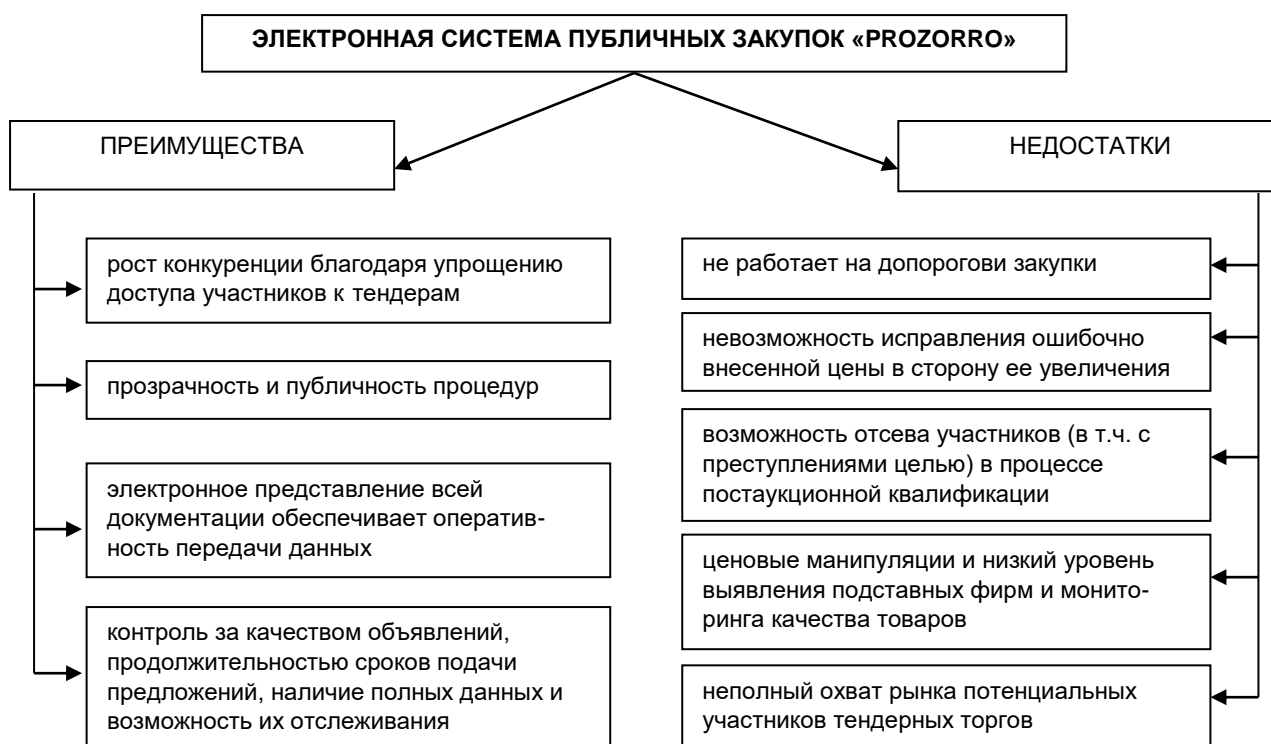 ЭЛЕКТРОННАЯ СИСТЕМА ПУБЛИЧНЫХ ЗАКУПОК «PROZORRO»
ПРЕИМУЩЕСТВА
рост конкуренции благодаря упрощению
доступа участников к тендерам
прозрачность и публичность процедур
электронное представление всей
документации обеспечивает оператив-
ность передачи данных
контроль за качеством объявлений,
продолжительностью сроков подачи
предложений, наличие полных данных и
возможность их отслеживания
НЕДОСТАТКИ
не работает на допорогови закупки
невозможность исправления ошибочно
внесенной цены в сторону ее увеличения
возможность отсева участников (в т.ч. с
преступлениями целью) в процессе
постаукционной квалификации
ценовые манипуляции и низкий уровень
выявления подставных фирм и монито-
ринга качества товаров
неполный охват рынка потенциальных
участников тендерных торгов